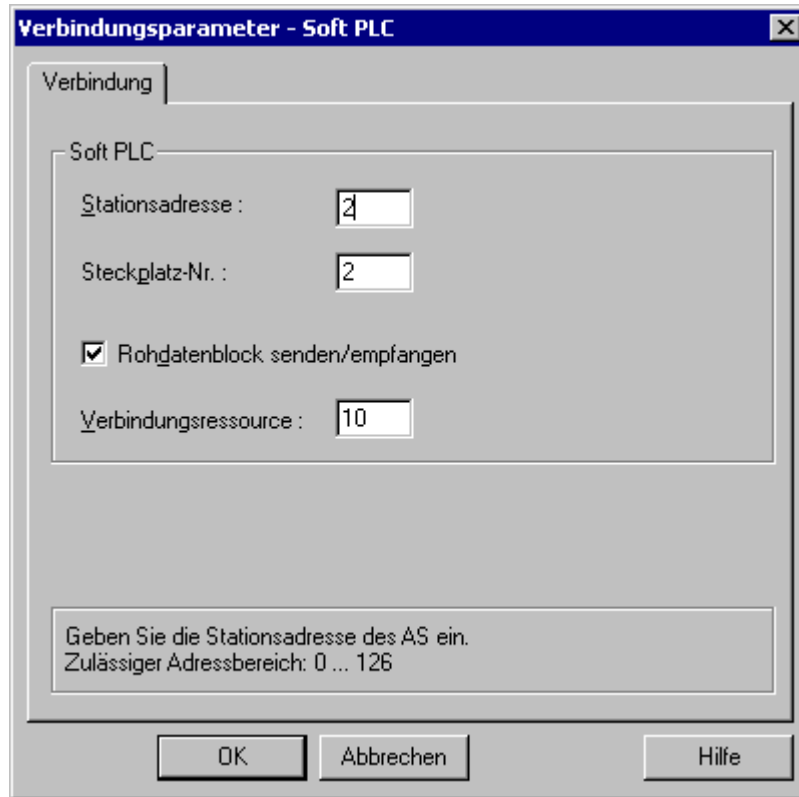 Verbindungsparameter - Soft PLC
Verbindung
Soft PLC
Stationsadresse : 2
Steckplatz-Nr. : 2
Rohdatenblock senden/empfangen
Verbindungsressource : 10
Geben Sie die Stationsadresse des AS ein.
Zulässiger Adressbereich: 0 ... 126
OK Abbrechen Hilfe